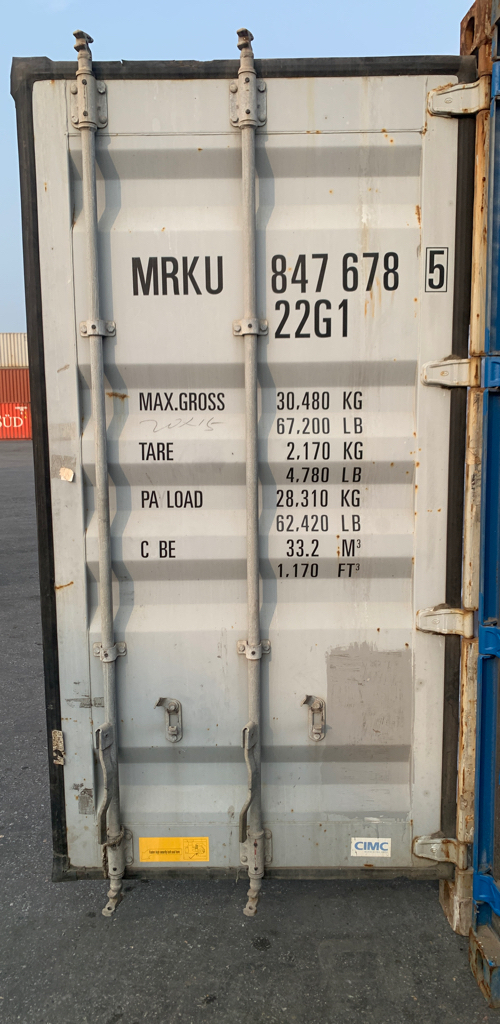 MRKU 847 678 5
22G1
MAX.GROSS 30,480 KG
67,200 LB
TARE 2,170 KG
4,780 LB
PA LOAD 28,310 KG
62,420 LB
C BE 33.2 M³
1,170 FT³
SÜD
CIMC